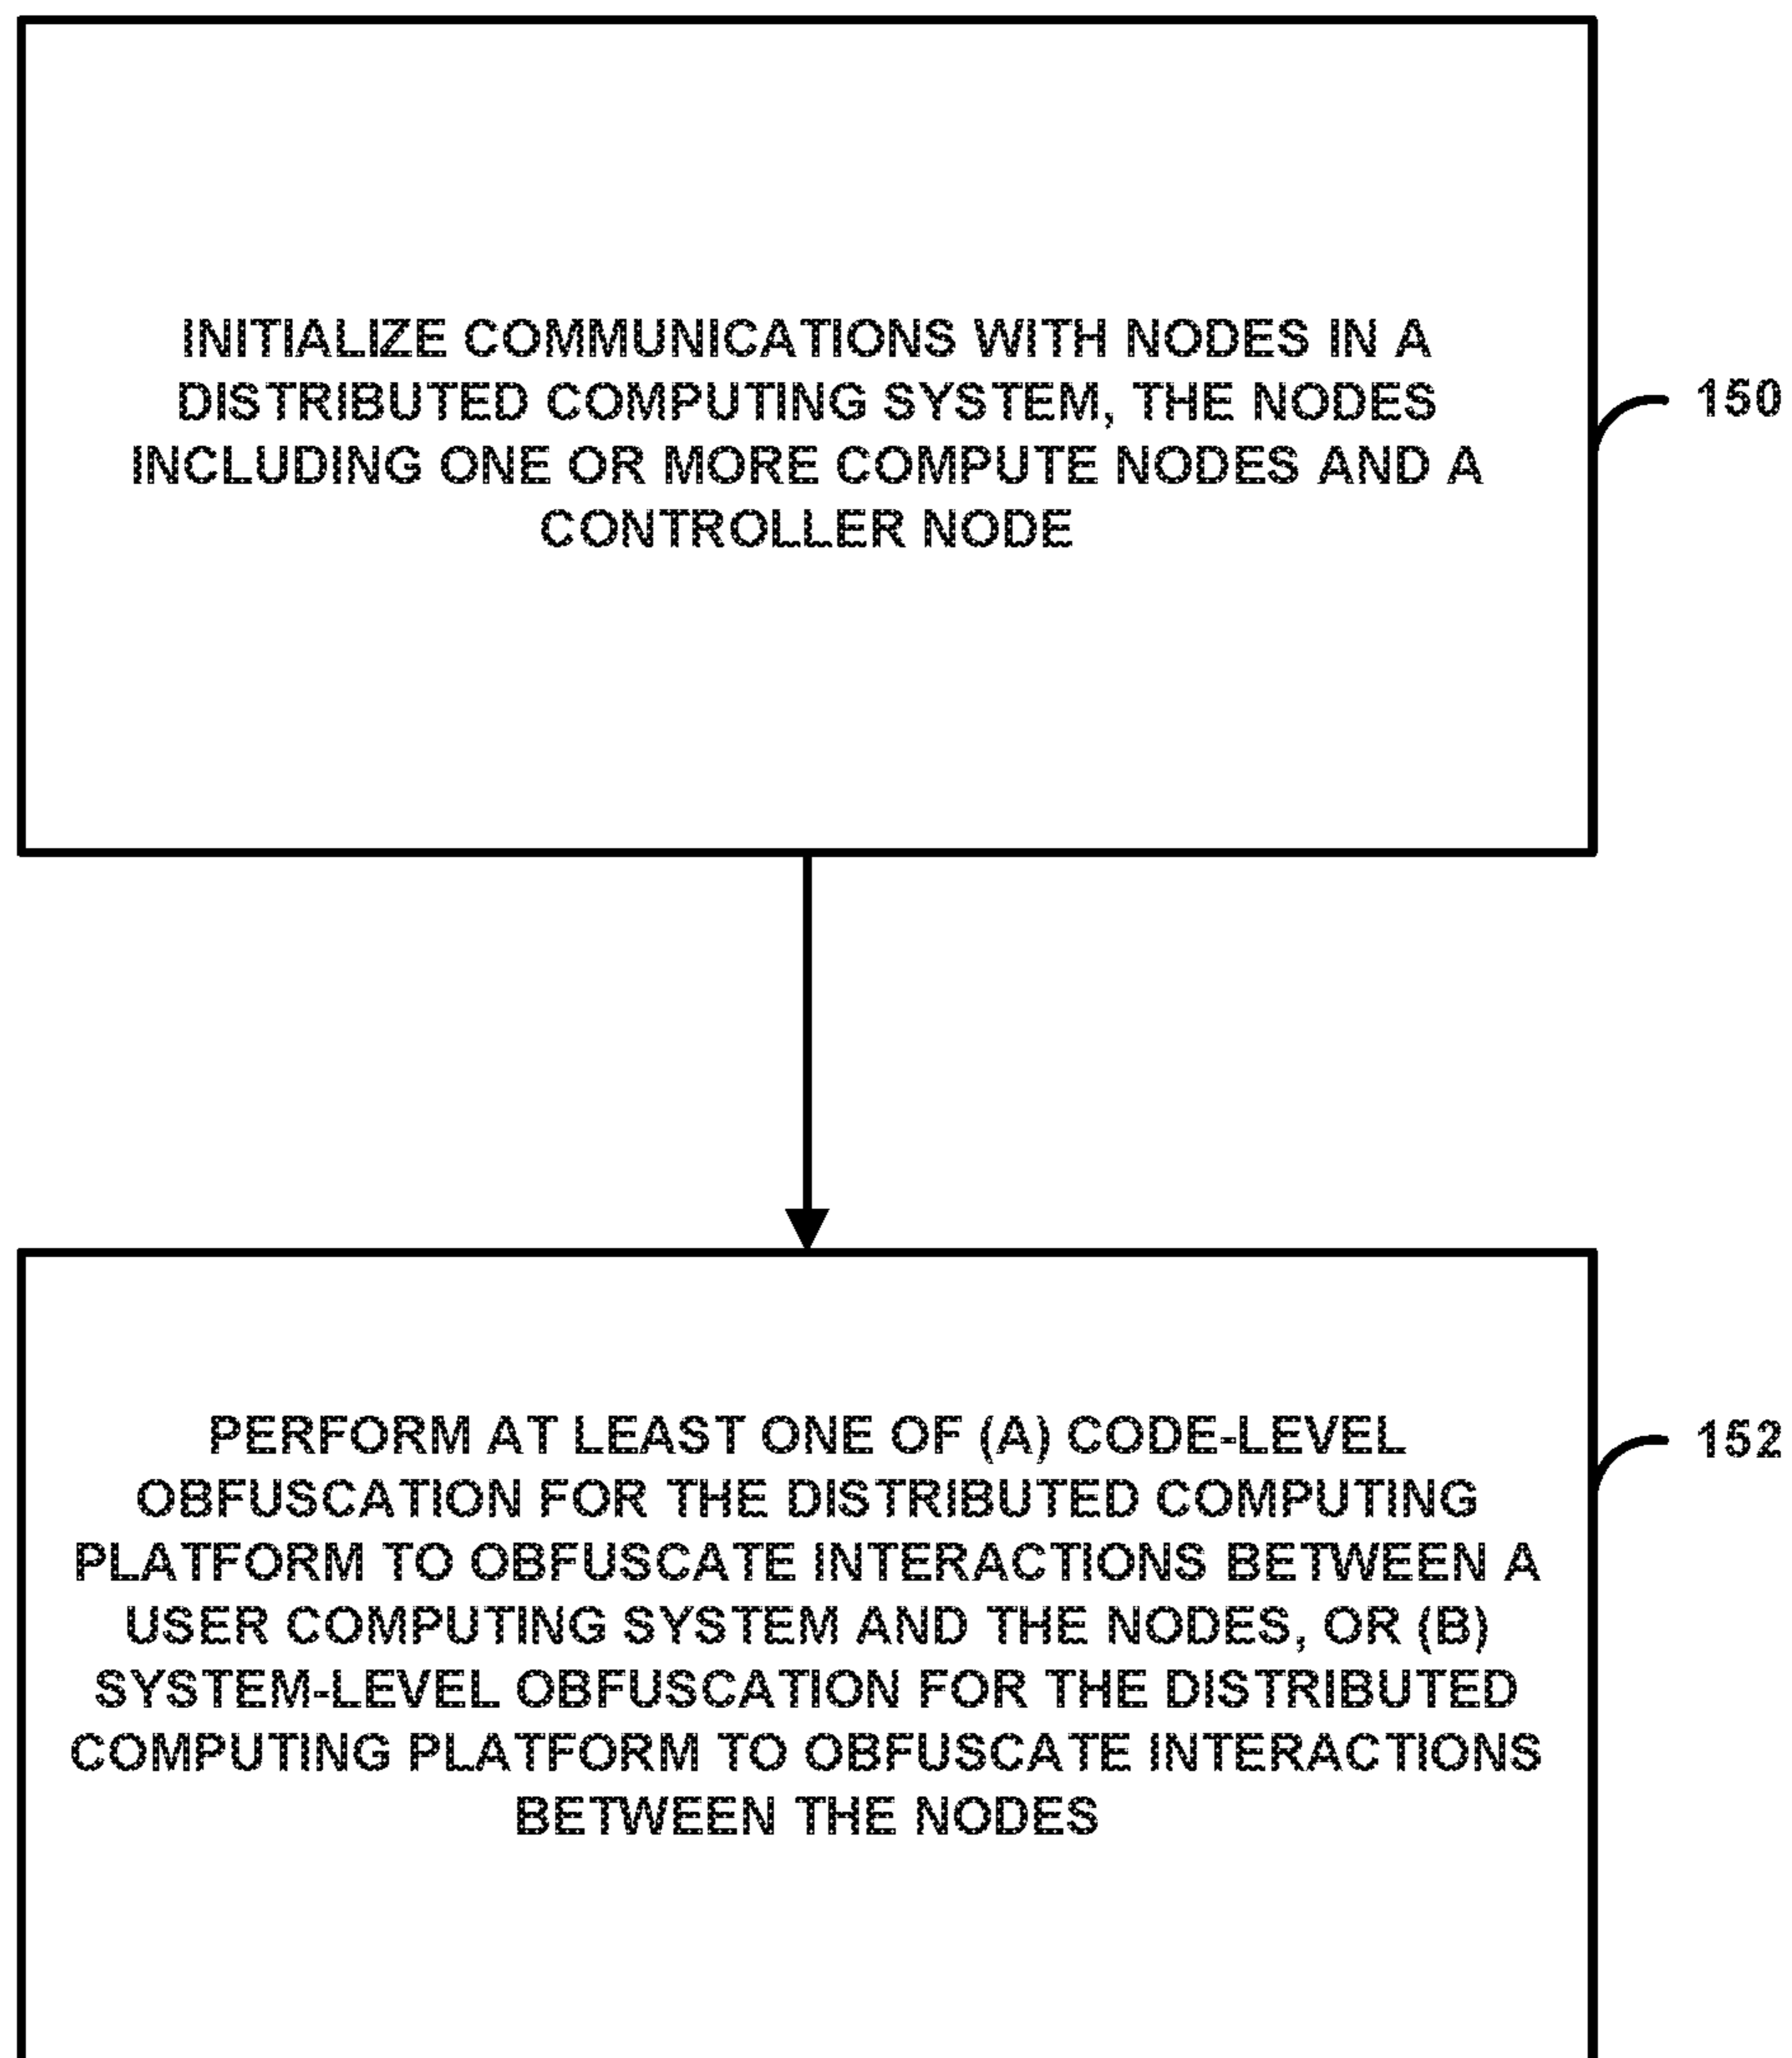 INITIALIZE COMMUNICATIONS WITH NODES IN A
DISTRIBUTED COMPUTING SYSTEM, THE NODES
INCLUDING ONE OR MORE COMPUTE NODES AND A
CONTROLLER NODE
150
PERFORM AT LEAST ONE OF (A) CODE-LEVEL
OBFUSCATION FOR THE DISTRIBUTED COMPUTING
PLATFORM TO OBFUSCATE INTERACTIONS BETWEEN A
USER COMPUTING SYSTEM AND THE NODES, OR (B)
SYSTEM-LEVEL OBFUSCATION FOR THE DISTRIBUTED
COMPUTING PLATFORM TO OBFUSCATE INTERACTIONS
BETWEEN THE NODES
152